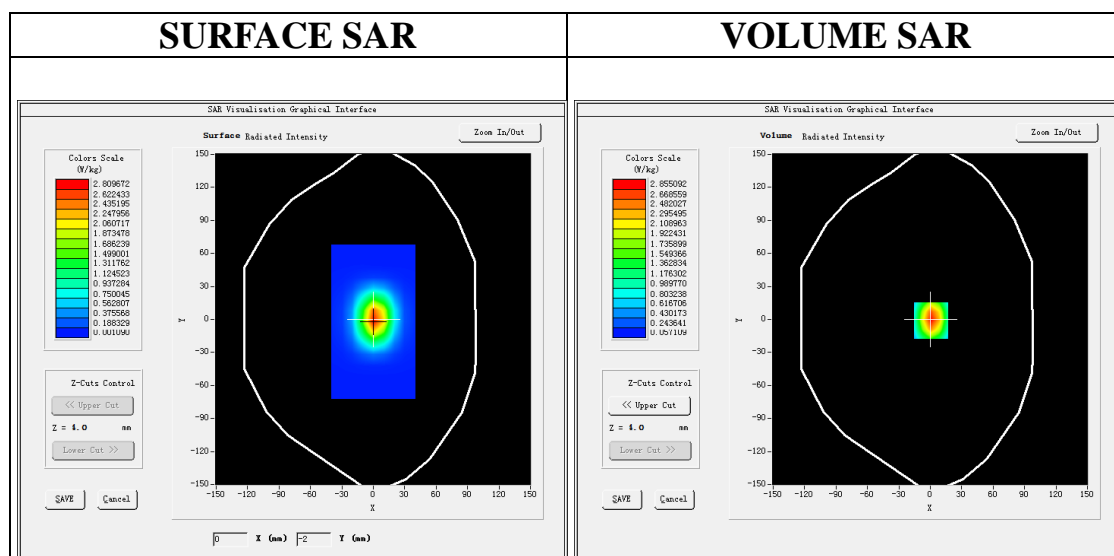 SURFACE SAR
SAR Visualisation Graphical Interface
Surface Radiated Intensity
Zoom In/Out
Colors Scale
(W/kg)
2.809672
2.622433
2.435195
2.247956
2.060717
1.873478
1.686239
1.499001
1.311762
1.124523
0.937284
0.750045
0.562807
0.375568
0.188329
0.001090
Z-Cuts Control
<< Upper Cut
Z = 4.0 mm
Lower Cut >>
SAVE Cancel
150
120
90
60
30
0
-30
-60
-90
-120
-150
Y
-150 -120 -90 -60 -30 0 30 60 90 120 150
X
0 X (mm) -2 Y (mm)
VOLUME SAR
SAR Visualisation Graphical Interface
Volume Radiated Intensity
Zoom In/Out
Colors Scale
(W/kg)
2.855092
2.668559
2.482027
2.295495
2.108963
1.922431
1.735899
1.549366
1.362834
1.176302
0.989770
0.803238
0.616706
0.430173
0.243641
0.057109
Z-Cuts Control
<< Upper Cut
Z = 4.0 mm
Lower Cut >>
SAVE Cancel
150
120
90
60
30
0
-30
-60
-90
-120
-150
Y
-150 -120 -90 -60 -30 0 30 60 90 120 150
X